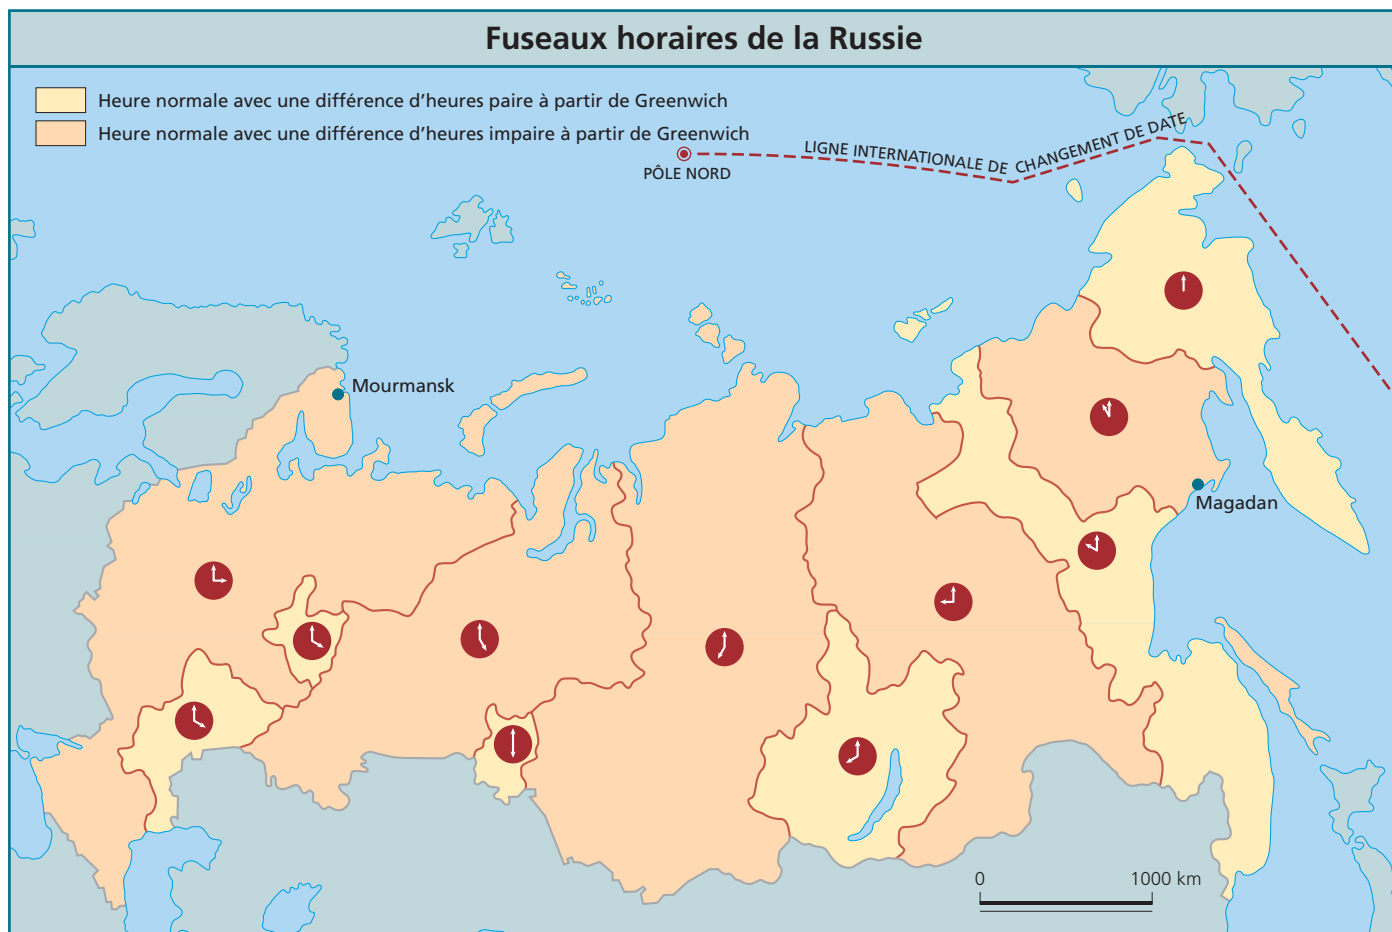 Fuseaux horaires de la Russie
Heure normale avec une différence d’heures paire à partir de Greenwich
Heure normale avec une différence d’heures impaire à partir de Greenwich
LIGNE INTERNATIONALE DE CHANGEMENT DE DATE
PÔLE NORD
Mourmansk
Magadan
0 1000 km